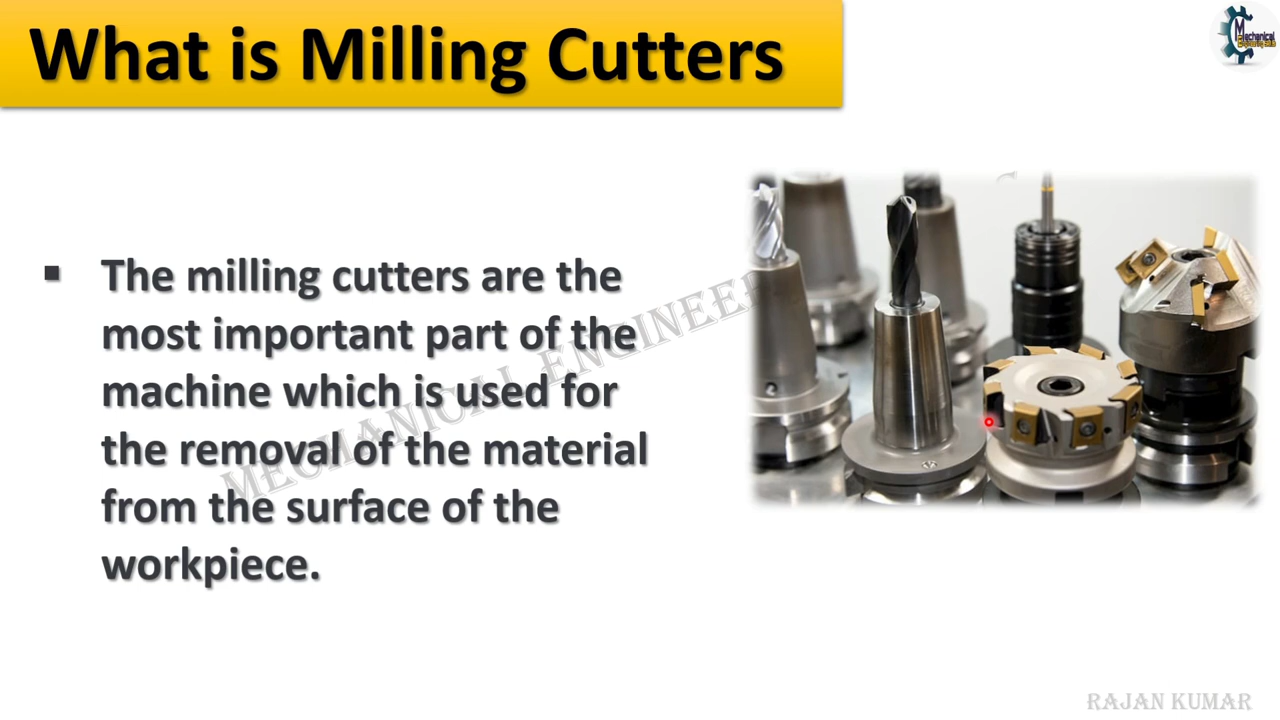 What is Milling Cutters
Mechanical
▪ The milling cutters are the
most important part of the
machine which is used for
the removal of the material
from the surface of the
workpiece.
MECHANICAL ENGINEER
RAJAN KUMAR